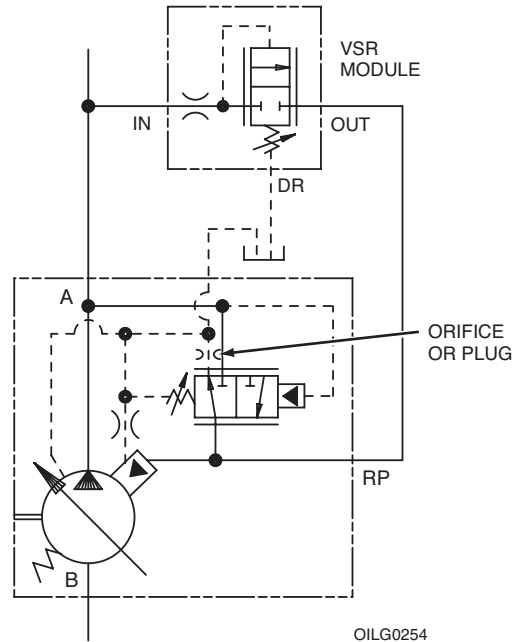 VSR
MODULE
IN
OUT
DR
A
ORIFICE
OR PLUG
RP
B
OILG0254